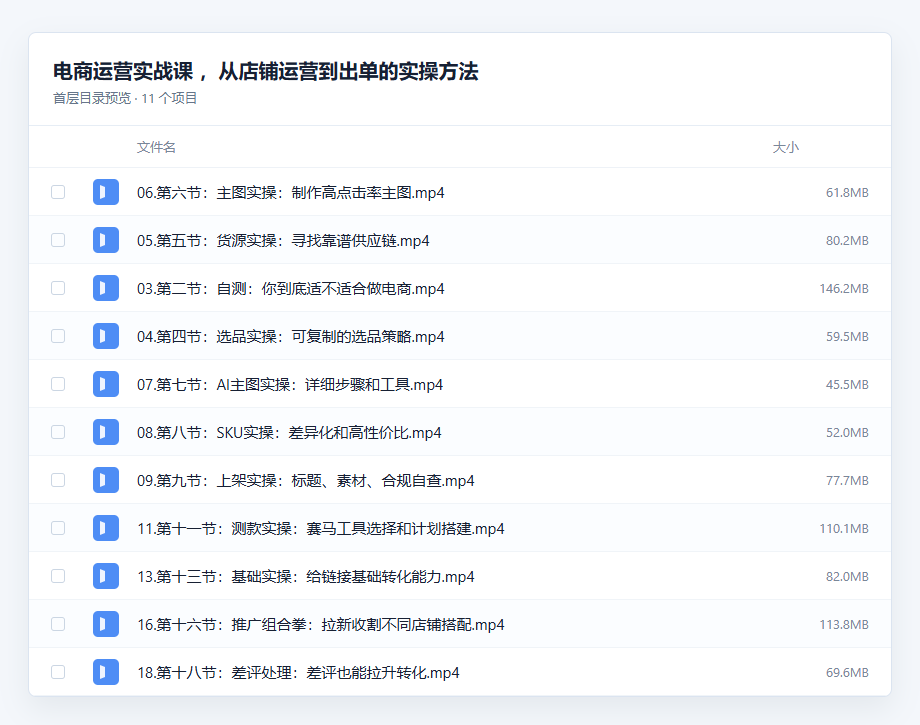 电商运营实战课 ，从店铺运营到出单的实操方法
首层目录预览 · 11 个项目
文件名 大小
06.第六节：主图实操：制作高点击率主图.mp4 61.8MB
05.第五节：货源实操：寻找靠谱供应链.mp4 80.2MB
03.第二节：自测：你到底适不适合做电商.mp4 146.2MB
04.第四节：选品实操：可复制的选品策略.mp4 59.5MB
07.第七节：AI主图实操：详细步骤和工具.mp4 45.5MB
08.第八节：SKU实操：差异化和高性价比.mp4 52.0MB
09.第九节：上架实操：标题、素材、合规自查.mp4 77.7MB
11.第十一节：测款实操：赛马工具选择和计划搭建.mp4 110.1MB
13.第十三节：基础实操：给链接基础转化能力.mp4 82.0MB
16.第十六节：推广组合拳：拉新收割不同店铺搭配.mp4 113.8MB
18.第十八节：差评处理：差评也能拉升转化.mp4 69.6MB